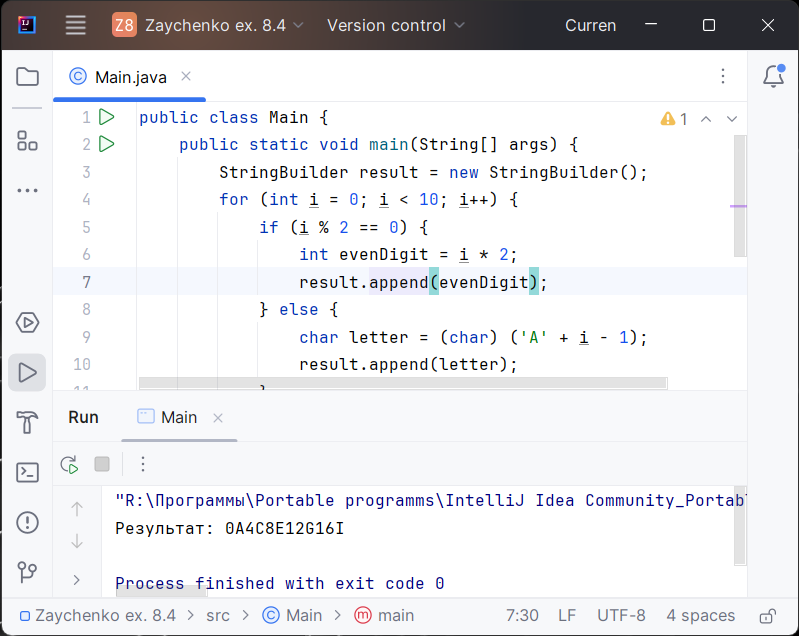 Z8 Zaychenko ex. 8.4 Version control Curren
Main.java
1 public class Main { 1
2 public static void main(String[] args) {
3 StringBuilder result = new StringBuilder();
4 for (int i = 0; i < 10; i++) {
5 if (i % 2 == 0) {
6 int evenDigit = i * 2;
7 result.append(evenDigit);
8 } else {
9 char letter = (char) ('A' + i - 1);
10 result.append(letter);
Run Main
"R:\Программы\Portable programms\IntelliJ Idea Community_Portab
Результат: 0A4C8E12G16I
Process finished with exit code 0
Zaychenko ex. 8.4 > src > Main > main 7:30 LF UTF-8 4 spaces